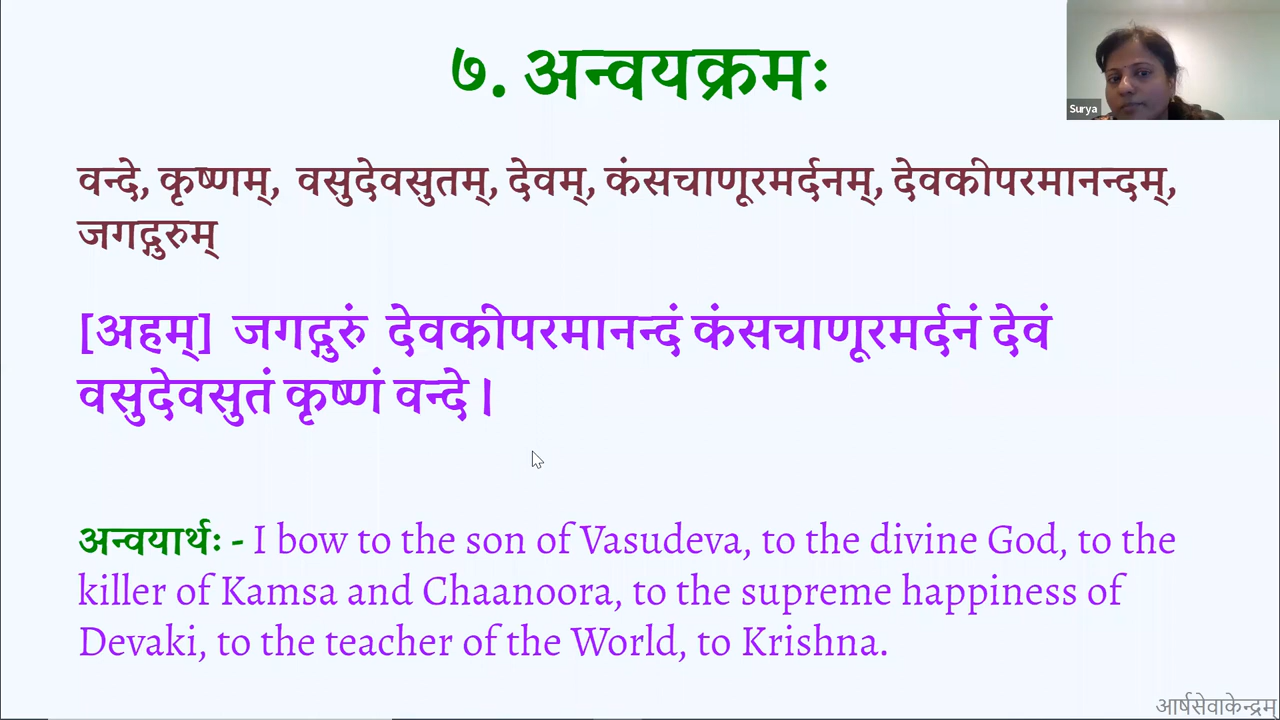 ७. अन्वयक्रमः
Surya
वन्दे, कृष्णम्, वसुदेवसुतम्, देवम्, कंसचाणूरमर्दनम्, देवकीपरमानन्दम्,
जगद्गुरुम्
[अहम्] जगद्गुरुं देवकीपरमानन्दं कंसचाणूरमर्दनं देवं
वसुदेवसुतं कृष्णं वन्दे ।
अन्वयार्थः - I bow to the son of Vasudeva, to the divine God, to the
killer of Kamsa and Chaanoora, to the supreme happiness of
Devaki, to the teacher of the World, to Krishna.
आर्षसेवाकेन्द्रम्